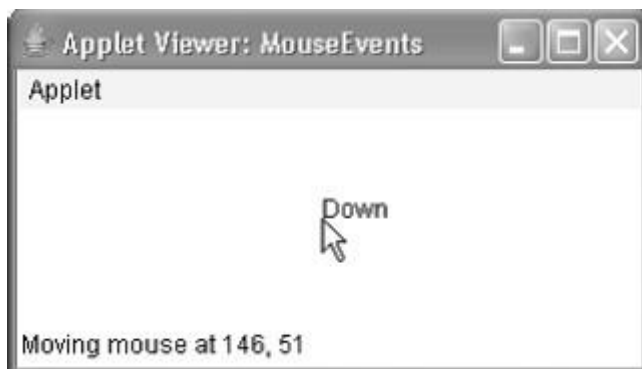 Applet Viewer: MouseEvents
Applet
Down
Moving mouse at 146, 51